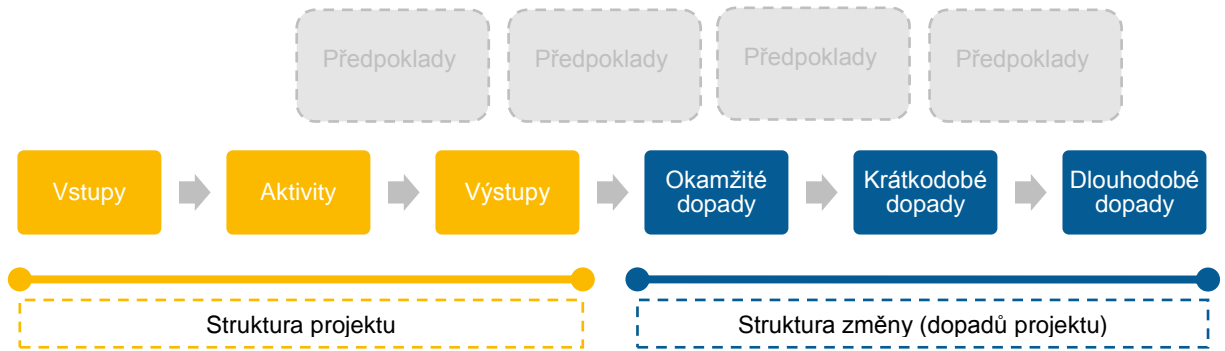 Předpoklady
Předpoklady
Předpoklady
Předpoklady
Vstupy
Aktivity
Výstupy
Okamžité
dopady
Krátkodobé
dopady
Dlouhodobé
dopady
Struktura projektu
Struktura změny (dopadů projektu)